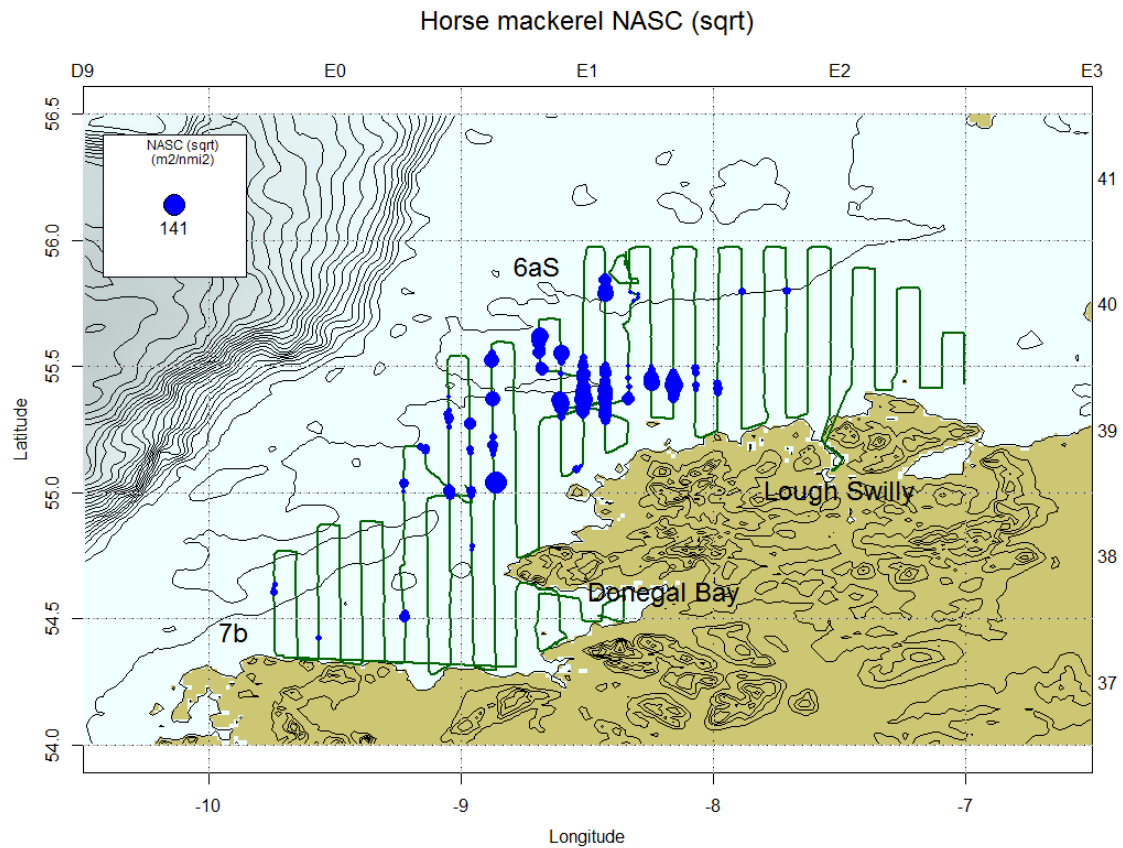 Horse mackerel NASC (sqrt)
D9 E0 E1 E2 E3
56.5
NASC (sqrt)
(m2/nmi2)
141
41
56.0
6aS
40
55.5
Latitude
39
55.0
Lough Swilly
38
Donegal Bay
54.5
7b
37
54.0
-10 -9 -8 -7
Longitude